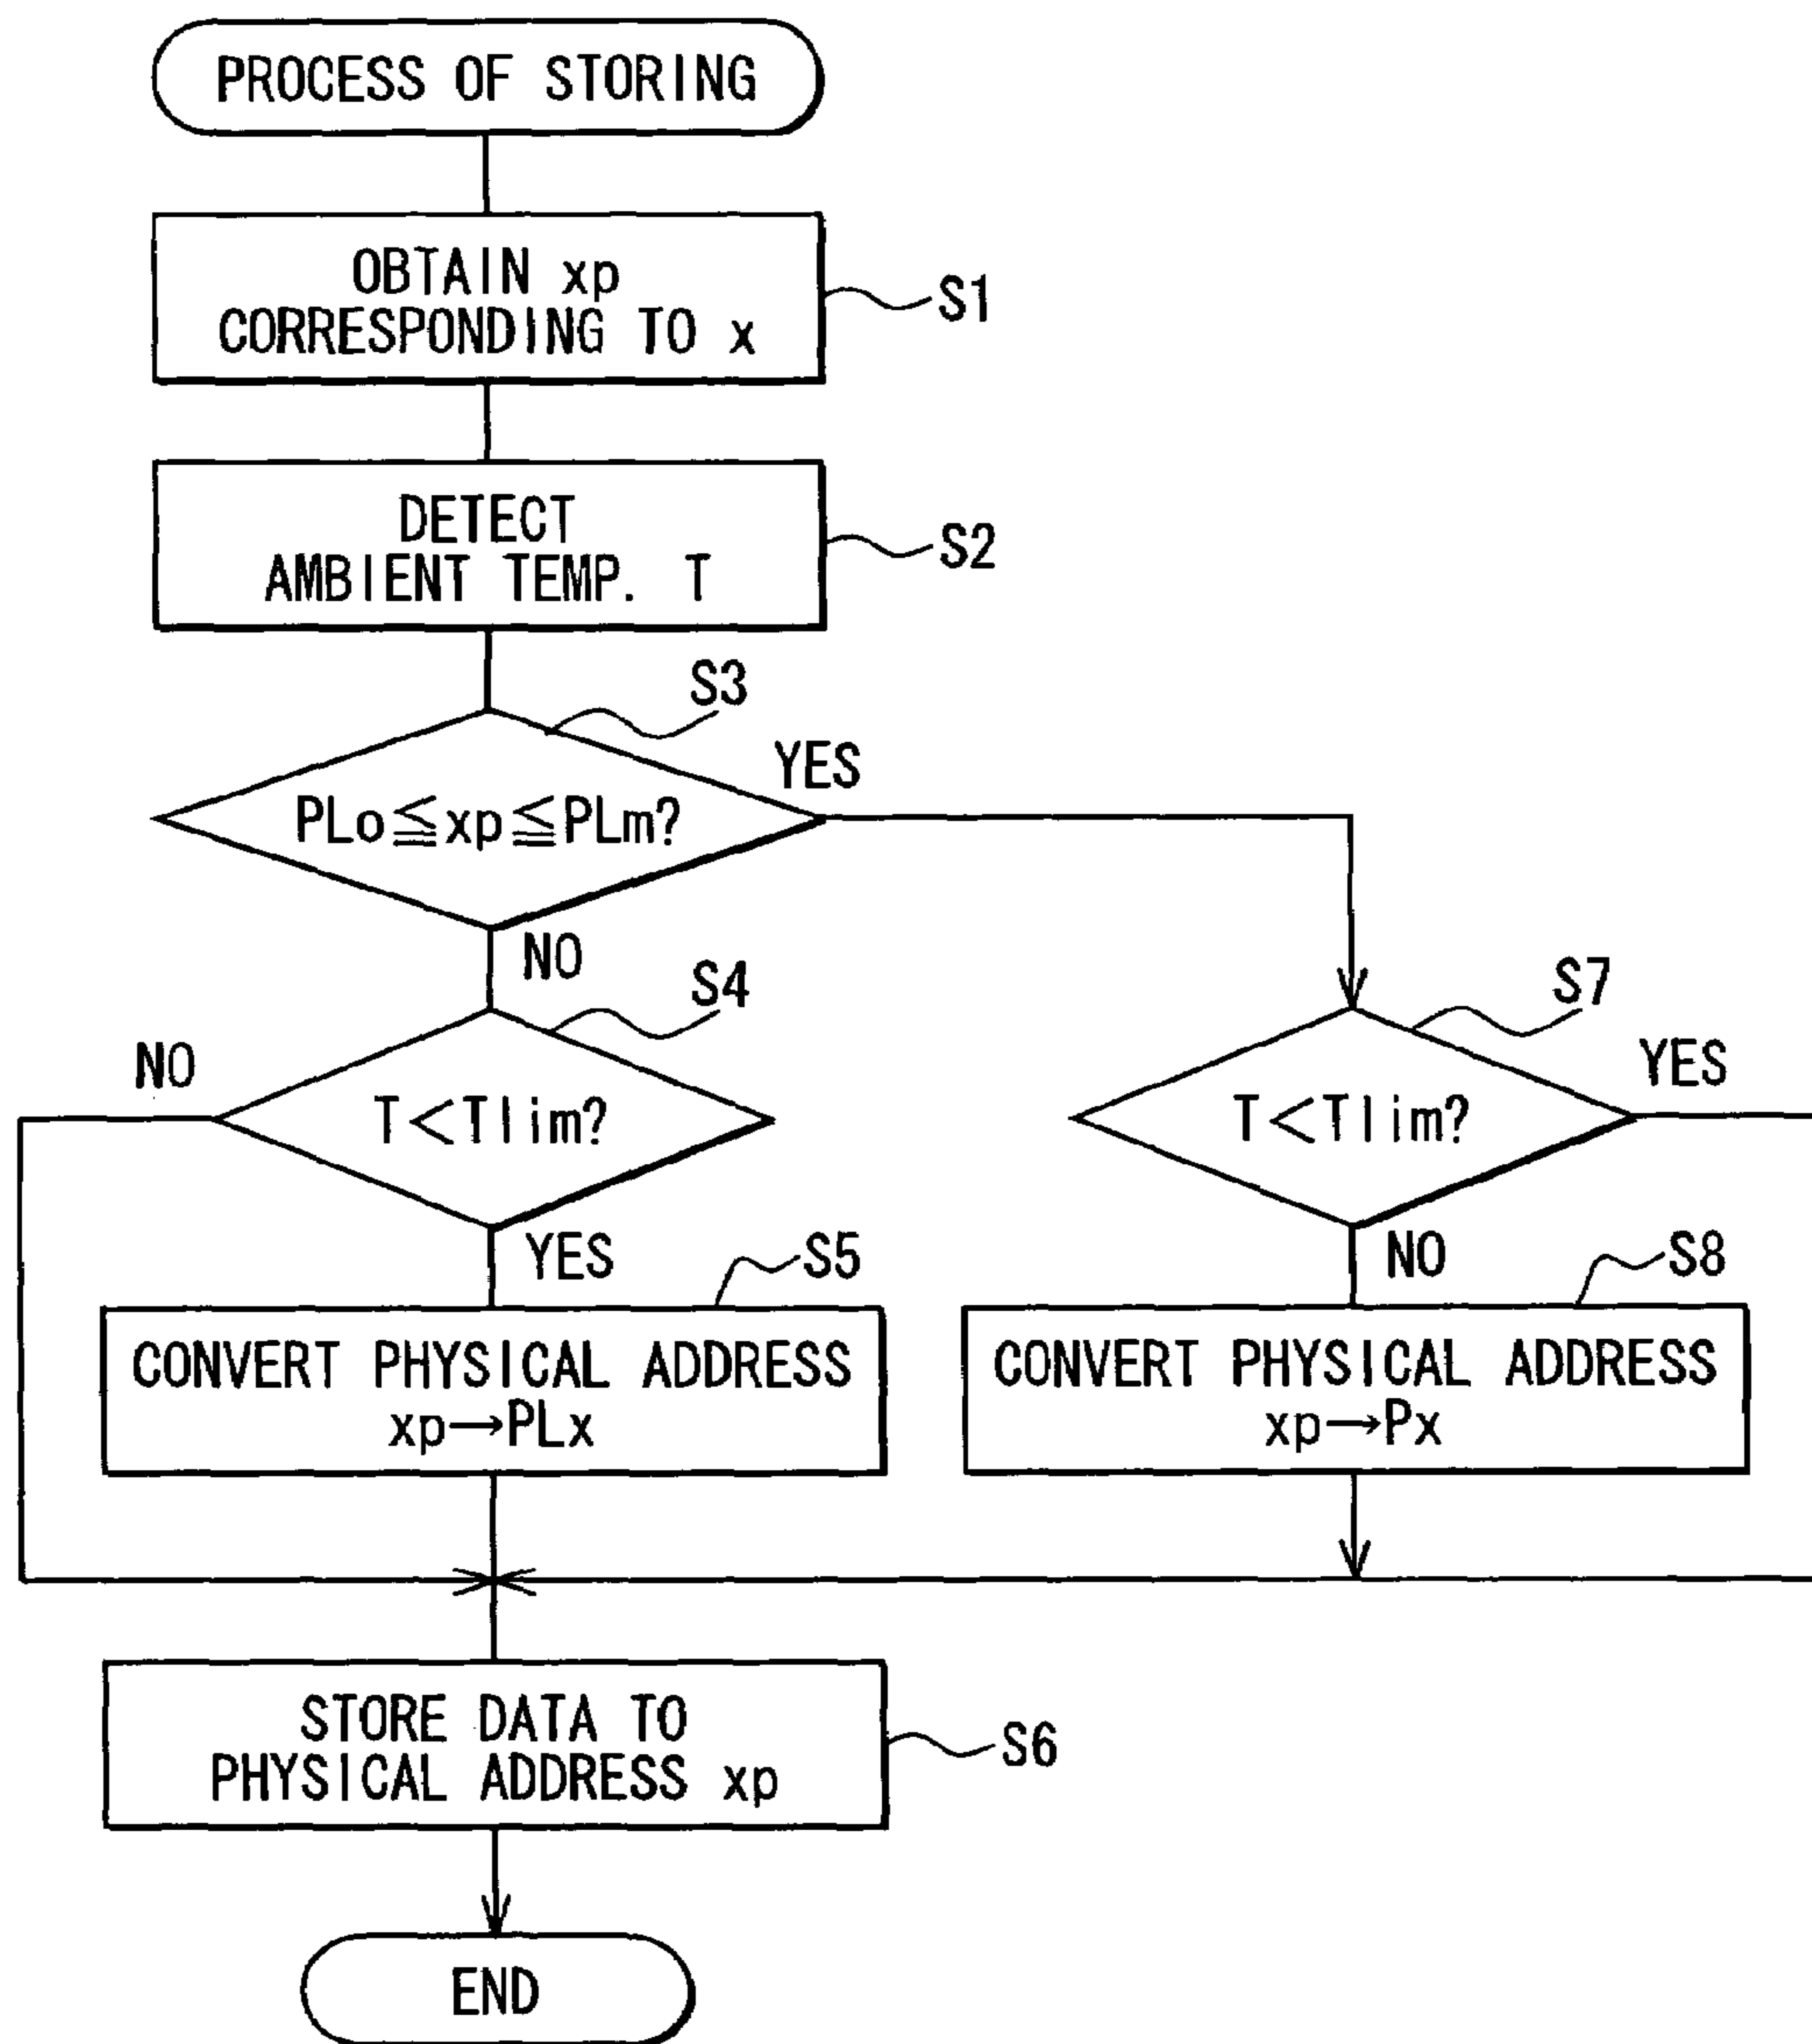 PROCESS OF STORING
OBTAIN xp
CORRESPONDING TO x
S1
DETECT
AMBIENT TEMP. T
S2
S3
YES
PLo≦xp≦PLm?
NO
S4
S7
NO
T<Tlim?
T<Tlim?
YES
YES
S5
NO
S8
CONVERT PHYSICAL ADDRESS
xp→PLx
CONVERT PHYSICAL ADDRESS
xp→Px
STORE DATA TO
PHYSICAL ADDRESS xp
S6
END